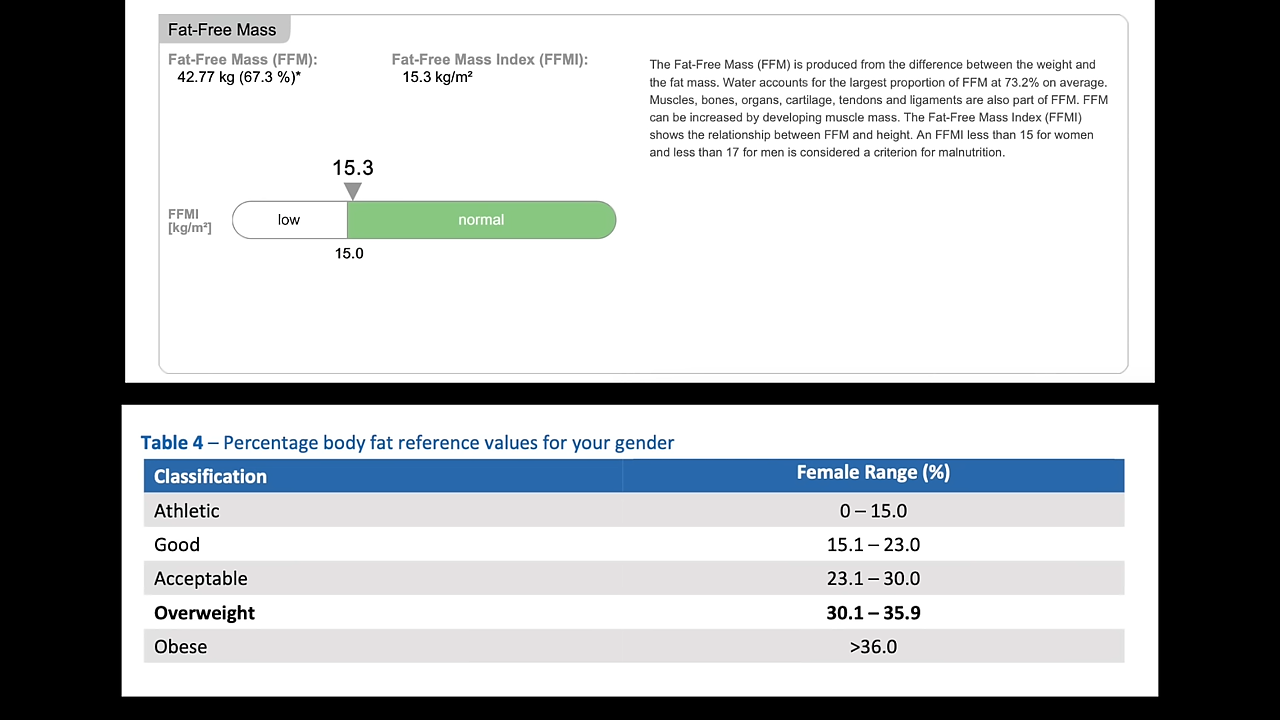 Fat-Free Mass
Fat-Free Mass (FFM):
42.77 kg (67.3 %)*
Fat-Free Mass Index (FFMI):
15.3 kg/m²
The Fat-Free Mass (FFM) is produced from the difference between the weight and
the fat mass. Water accounts for the largest proportion of FFM at 73.2% on average.
Muscles, bones, organs, cartilage, tendons and ligaments are also part of FFM. FFM
can be increased by developing muscle mass. The Fat-Free Mass Index (FFMI)
shows the relationship between FFM and height. An FFMI less than 15 for women
and less than 17 for men is considered a criterion for malnutrition.
15.3
FFMI
[kg/m²]
low
normal
15.0
Table 4 – Percentage body fat reference values for your gender
Classification Female Range (%)
Athletic 0 – 15.0
Good 15.1 – 23.0
Acceptable 23.1 – 30.0
Overweight 30.1 – 35.9
Obese >36.0